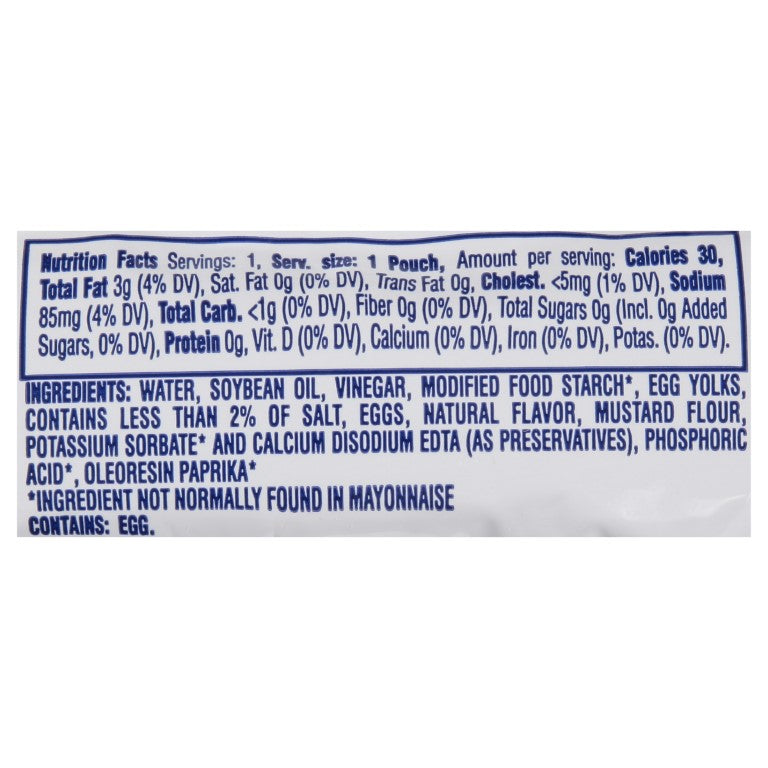 Nutrition Facts Servings: 1, Serv. size: 1 Pouch, Amount per serving: Calories 30,
Total Fat 3g (4% DV), Sat. Fat 0g (0% DV), Trans Fat 0g, Cholest. <5mg (1% DV), Sodium
85mg (4% DV), Total Carb. <1g (0% DV), Fiber 0g (0% DV), Total Sugars 0g (Incl. 0g Added
Sugars, 0% DV), Protein 0g, Vit. D (0% DV), Calcium (0% DV), Iron (0% DV), Potas. (0% DV).
INGREDIENTS: WATER, SOYBEAN OIL, VINEGAR, MODIFIED FOOD STARCH*, EGG YOLKS,
CONTAINS LESS THAN 2% OF SALT, EGGS, NATURAL FLAVOR, MUSTARD FLOUR,
POTASSIUM SORBATE* AND CALCIUM DISODIUM EDTA (AS PRESERVATIVES), PHOSPHORIC
ACID*, OLEORESIN PAPRIKA*
*INGREDIENT NOT NORMALLY FOUND IN MAYONNAISE
CONTAINS: EGG.